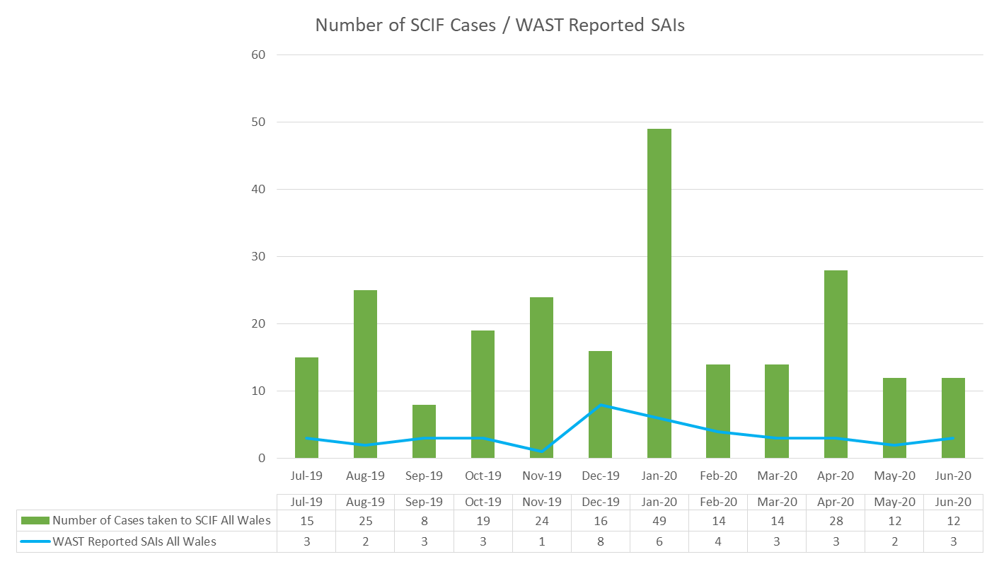 Number of SCIF Cases / WAST Reported SAIs
60
50
40
30
20
10
0
Jul-19 Aug-19 Sep-19 Oct-19 Nov-19 Dec-19 Jan-20 Feb-20 Mar-20 Apr-20 May-20 Jun-20
Jul-19 Aug-19 Sep-19 Oct-19 Nov-19 Dec-19 Jan-20 Feb-20 Mar-20 Apr-20 May-20 Jun-20
Number of Cases taken to SCIF All Wales 15 25 8 19 24 16 49 14 14 28 12 12
WAST Reported SAIs All Wales 3 2 3 3 1 8 6 4 3 3 2 3